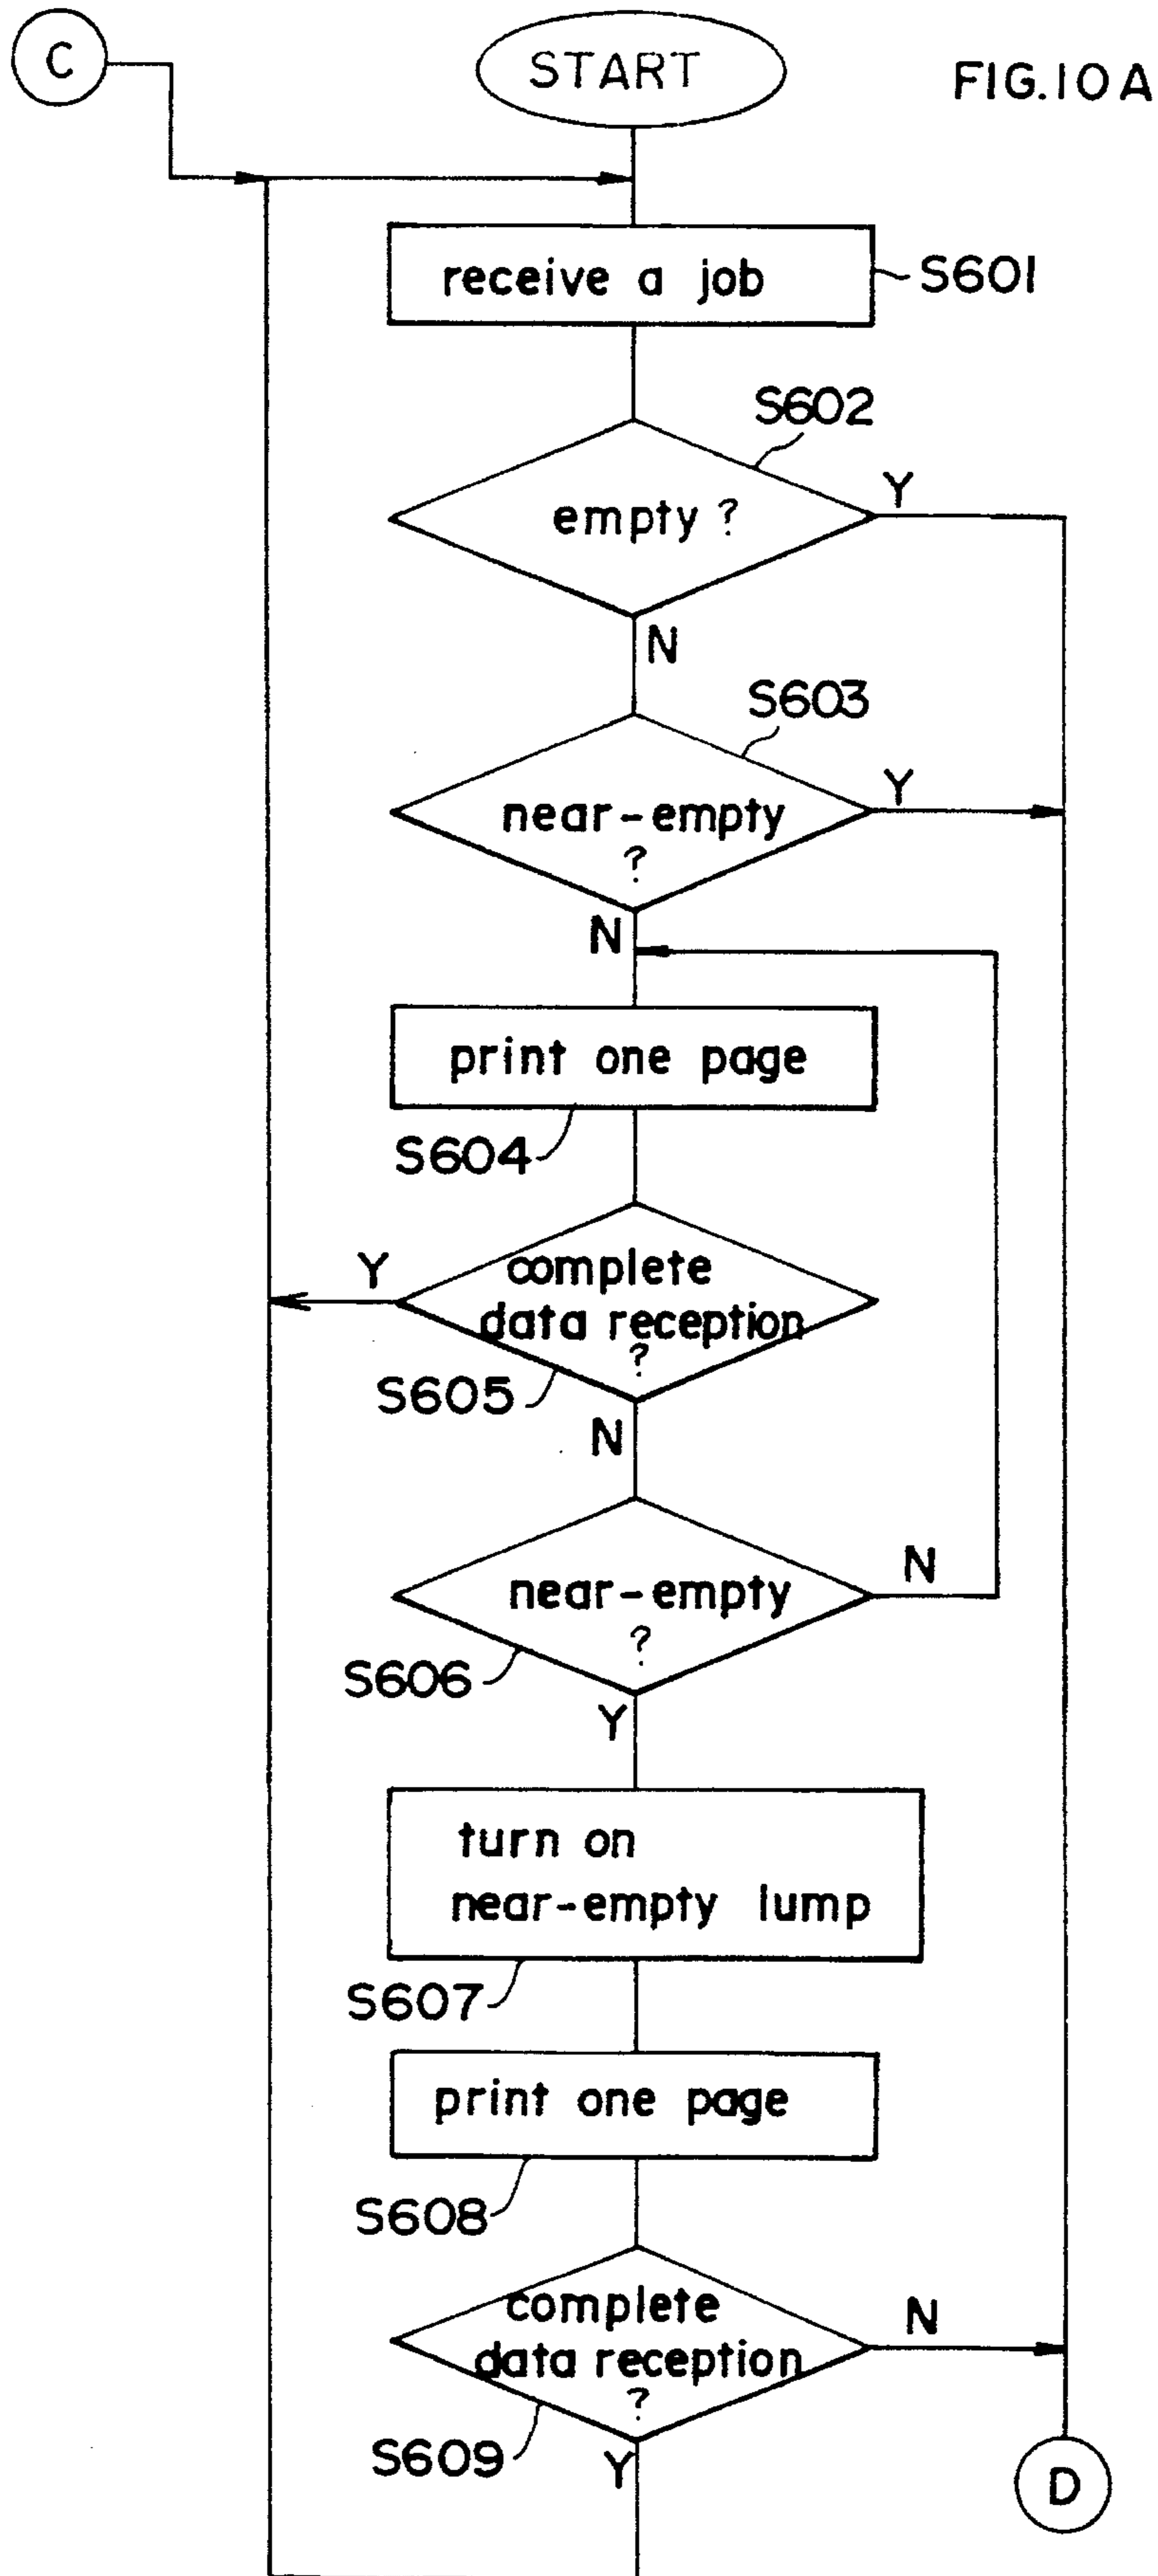 C
START
FIG.10A
receive a job
S601
S602
empty ?
Y
N
S603
near-empty
?
Y
N
print one page
S604
complete
data reception
?
Y
S605
N
near-empty
?
N
S606
Y
turn on
near-empty lump
S607
print one page
S608
complete
data reception
?
N
S609
Y
D